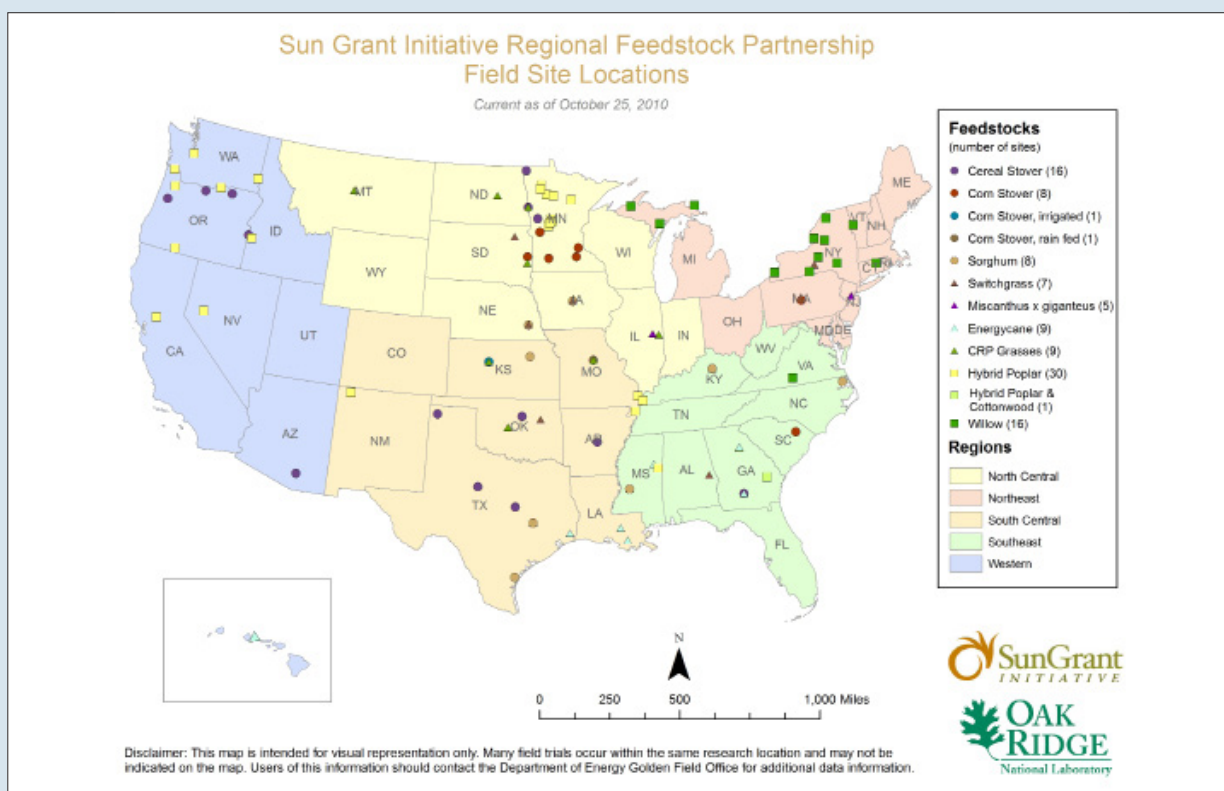 Sun Grant Initiative Regional Feedstock Partnership
Field Site Locations
Current as of October 25, 2010
WA
OR
ID
MT
ND
MN
SD
WY
NE
WI
MI
IA
IL
IN
OH
NY
VT
NH
ME
CT
NJ
MD
DE
CA
NV
UT
CO
KS
MO
KY
WV
VA
AZ
NM
OK
AR
TN
NC
SC
TX
LA
MS
AL
GA
FL
Feedstocks
(number of sites)
Cereal Stover (16)
Corn Stover (8)
Corn Stover, irrigated (1)
Corn Stover, rain fed (1)
Sorghum (8)
Switchgrass (7)
Miscanthus x giganteus (5)
Energycane (9)
CRP Grasses (9)
Hybrid Poplar (30)
Hybrid Poplar &
Cottonwood (1)
Willow (16)
Regions
North Central
Northeast
South Central
Southeast
Western
N
0 250 500 1,000 Miles
SunGrant
INITIATIVE
OAK
RIDGE
National Laboratory
Disclaimer: This map is intended for visual representation only. Many field trials occur within the same research location and may not be
indicated on the map. Users of this information should contact the Department of Energy Golden Field Office for additional data information.